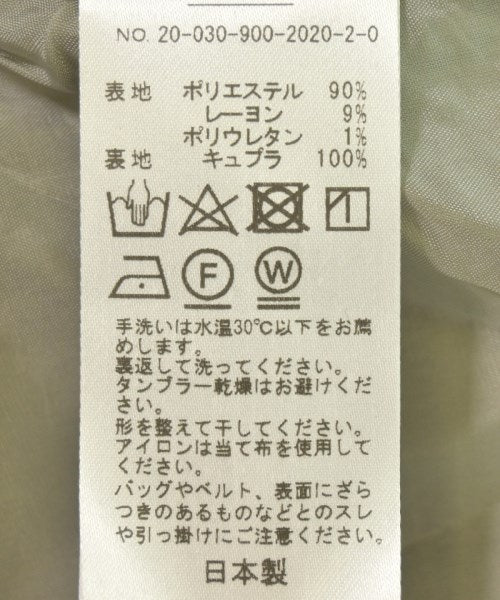 NO. 20-030-900-2020-2-0
表地 ポリエステル 90%
レーヨン 9%
ポリウレタン 1%
裏地 キュプラ 100%
F W
手洗いは水温30℃以下をお薦
めします。
裏返して洗ってください。
タンブラー乾燥はお避けくだ
さい。
形を整えて干してください。
アイロンは当て布を使用して
ください。
バッグやベルト、表面にざら
つきのあるものなどとのスレ
や引っ掛けにご注意ください。
日本製